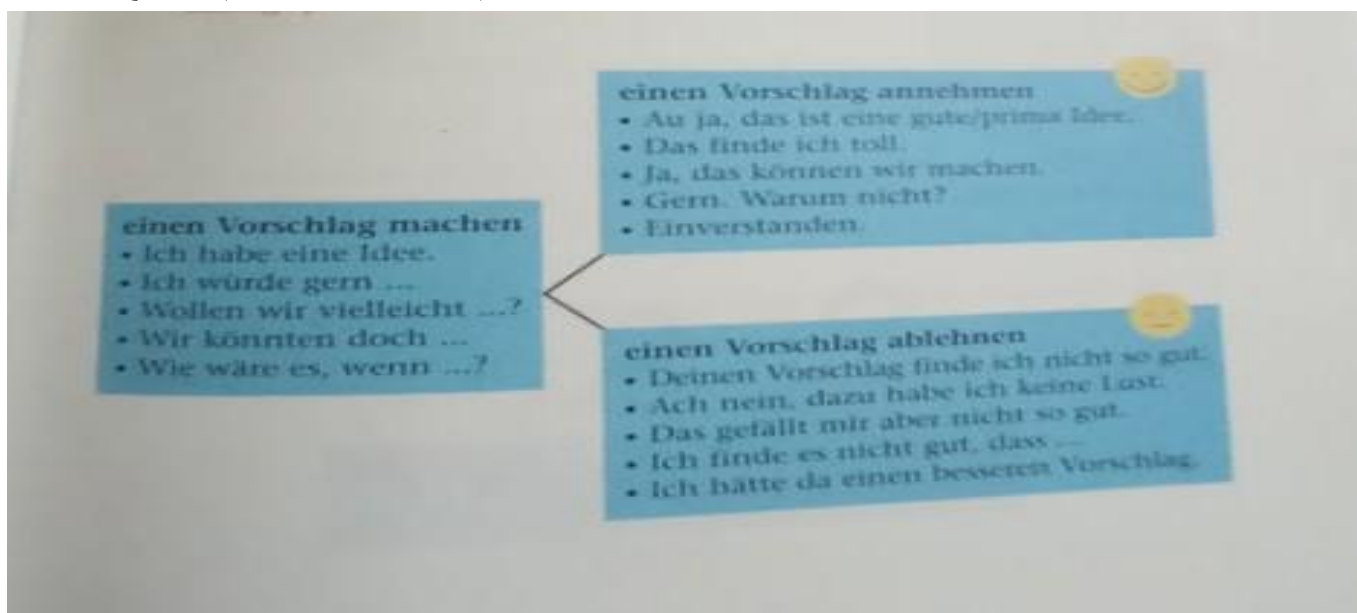 einen Vorschlag machen
• Ich habe eine Idee.
• Ich würde gern ...
• Wollen wir vielleicht ...?
• Wir könnten doch ...
• Wie wäre es, wenn ...?
einen Vorschlag annehmen
• Au ja, das ist eine gute/prima Idee.
• Das finde ich toll.
• Ja, das können wir machen.
• Gern. Warum nicht?
• Einverstanden.
einen Vorschlag ablehnen
• Deinen Vorschlag finde ich nicht so gut.
• Ach nein, dazu habe ich keine Lust.
• Das gefällt mir aber nicht so gut.
• Ich finde es nicht gut, dass ...
• Ich hätte da einen besseren Vorschlag.